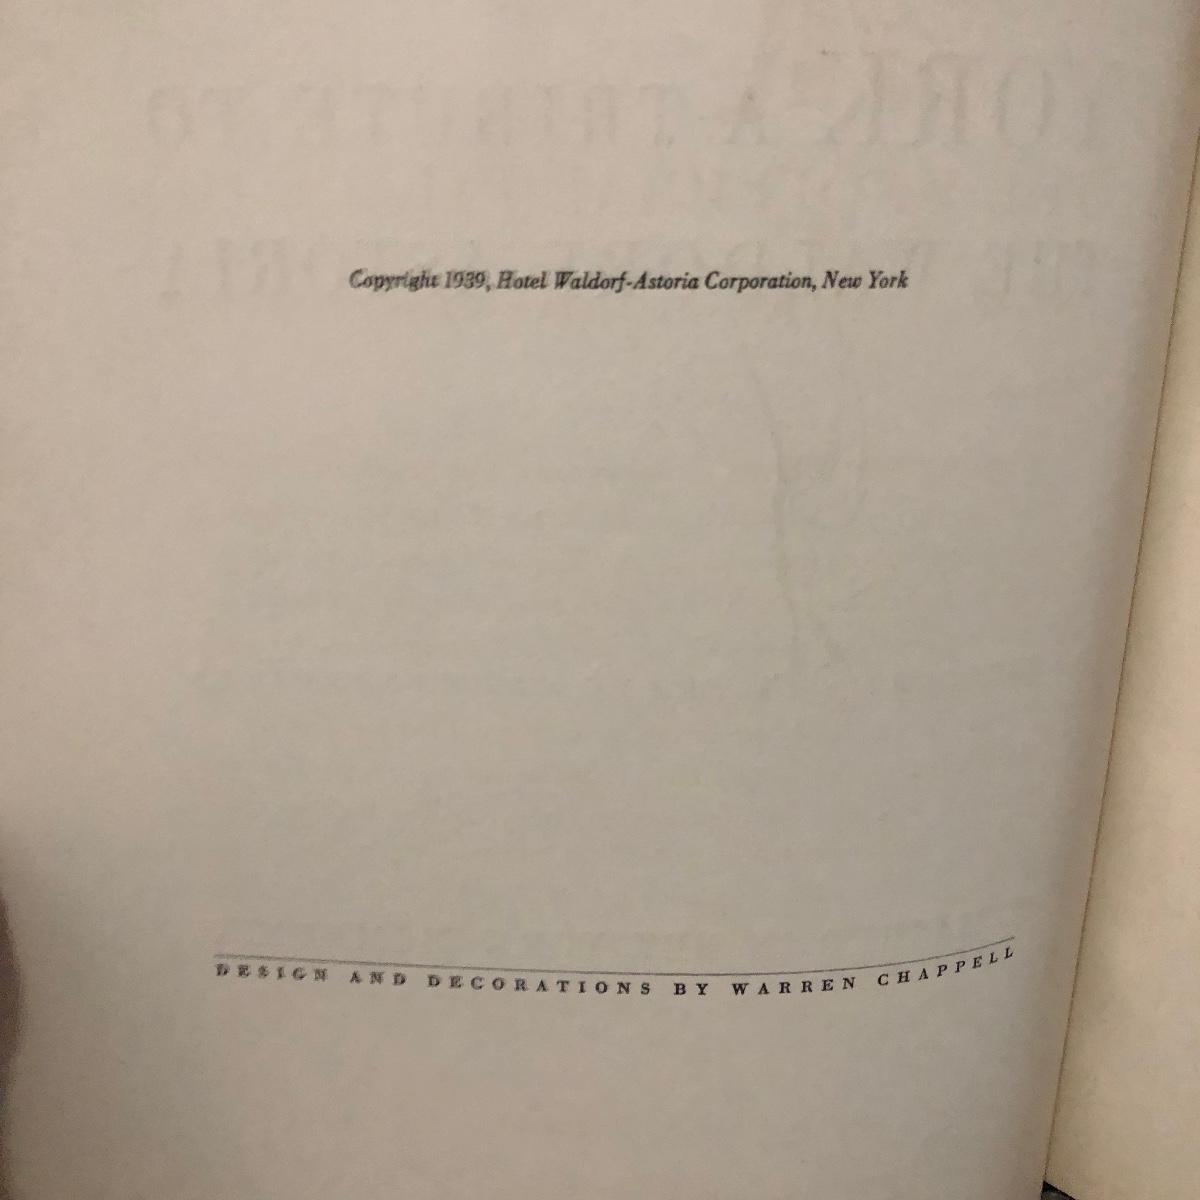 Copyright 1939, Hotel Waldorf-Astoria Corporation, New York
DESIGN AND DECORATIONS BY WARREN CHAPPELL